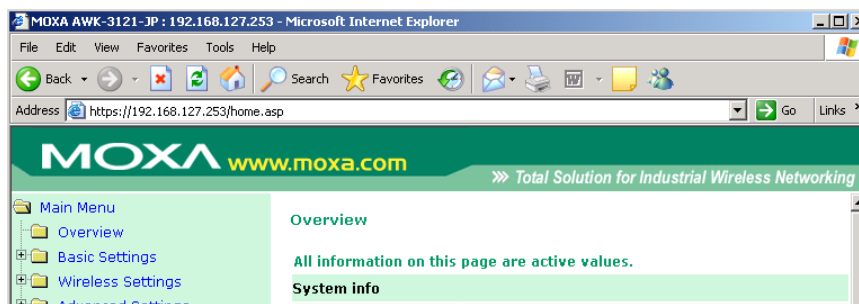 MOXA AWK-3121-JP : 192.168.127.253 - Microsoft Internet Explorer
File Edit View Favorites Tools Help
Back Search Favorites
Address https://192.168.127.253/home.asp Go Links »
MOXA www.moxa.com
Total Solution for Industrial Wireless Networking
Main Menu
Overview
Basic Settings
Wireless Settings
Advanced Settings
Overview
All information on this page are active values.
System info